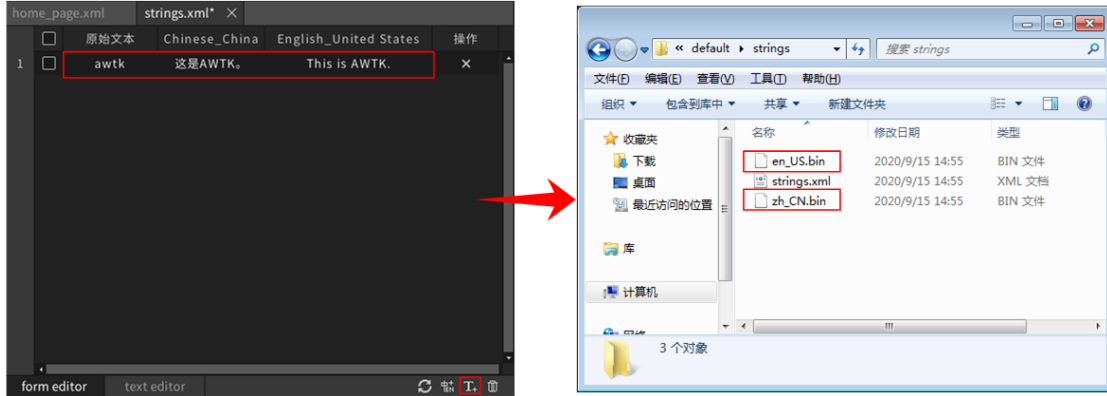 home_page.xml strings.xml* ×
原始文本 Chinese_China English_United States 操作
1 awtk 这是AWTK。 This is AWTK. ×
form editor text editor T+
« default strings 搜索 strings
文件(F) 编辑(E) 查看(V) 工具(T) 帮助(H)
组织 包含到库中 共享 新建文件夹
收藏夹
下载
桌面
最近访问的位置
库
计算机
网络
名称 修改日期 类型
en_US.bin 2020/9/15 14:55 BIN 文件
strings.xml 2020/9/15 14:55 XML 文档
zh_CN.bin 2020/9/15 14:55 BIN 文件
3 个对象